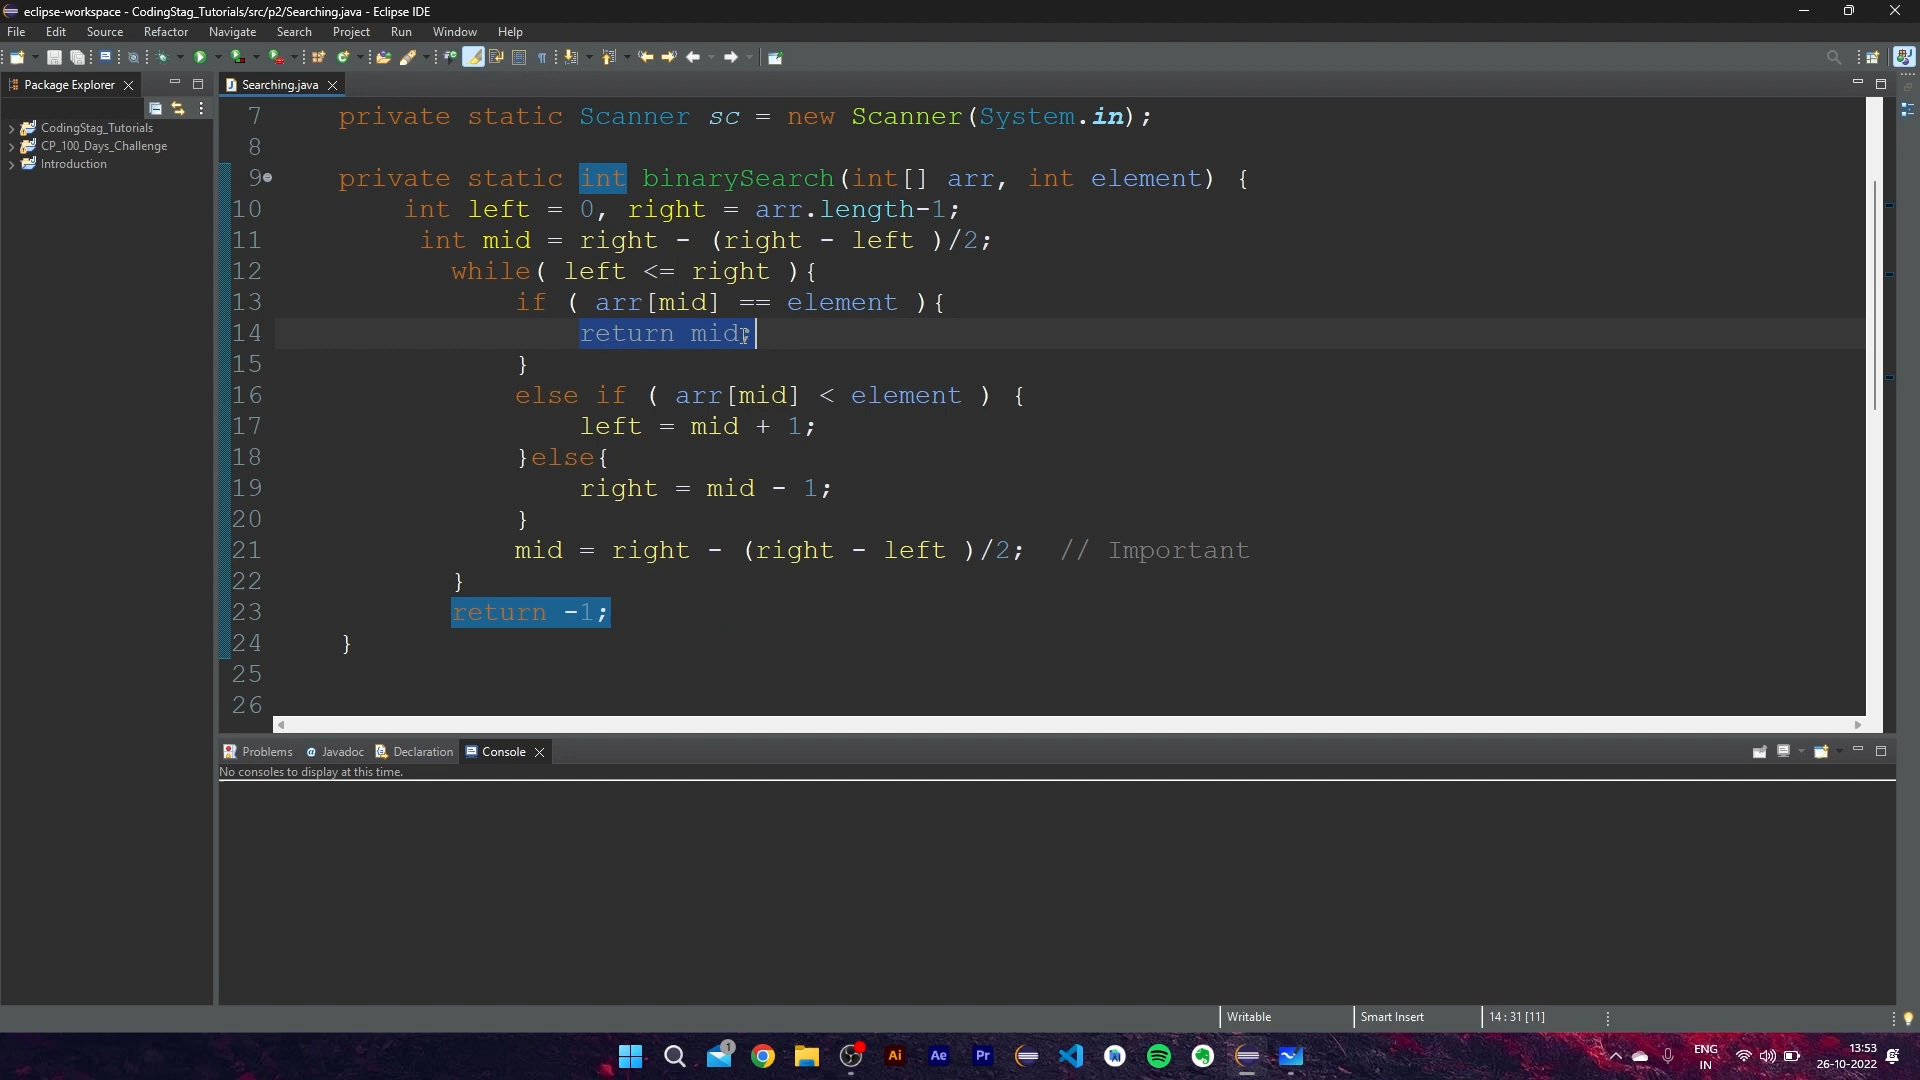 eclipse-workspace - CodingStag_Tutorials/src/p2/Searching.java - Eclipse IDE
File Edit Source Refactor Navigate Search Project Run Window Help
Package Explorer
Searching.java
CodingStag_Tutorials
CP_100_Days_Challenge
Introduction
7 private static Scanner sc = new Scanner(System.in);
8
9 private static int binarySearch(int[] arr, int element) {
10 int left = 0, right = arr.length-1;
11 int mid = right - (right - left )/2;
12 while( left <= right ){
13 if ( arr[mid] == element ){
14 return mid;
15 }
16 else if ( arr[mid] < element ) {
17 left = mid + 1;
18 }else{
19 right = mid - 1;
20 }
21 mid = right - (right - left )/2; // Important
22 }
23 return -1;
24 }
25
26
Problems @ Javadoc Declaration Console
No consoles to display at this time.
Writable Smart Insert 14 : 31 [11]
1 Ai Ae Pr
ENG
IN
13:53
26-10-2022